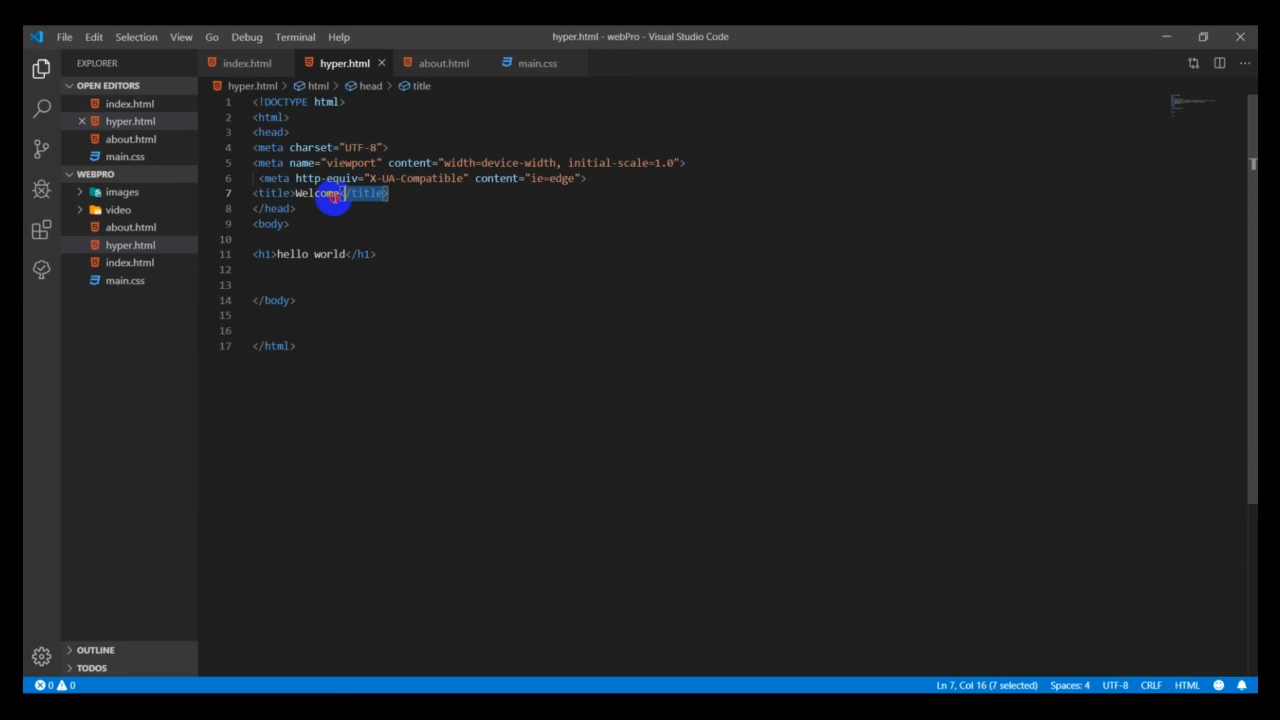 File Edit Selection View Go Debug Terminal Help
hyper.html - webPro - Visual Studio Code
EXPLORER
OPEN EDITORS
index.html
hyper.html
about.html
main.css
WEBPRO
images
video
about.html
hyper.html
index.html
main.css
OUTLINE
TODOS
index.html hyper.html about.html main.css
hyper.html > html > head > title
1 <!DOCTYPE html>
2 <html>
3 <head>
4 <meta charset="UTF-8">
5 <meta name="viewport" content="width=device-width, initial-scale=1.0">
6 <meta http-equiv="X-UA-Compatible" content="ie=edge">
7 <title>Welcome</title>
8 </head>
9 <body>
10
11 <h1>hello world</h1>
12
13
14 </body>
15
16
17 </html>
0 0 Ln 7, Col 16 (7 selected) Spaces: 4 UTF-8 CRLF HTML